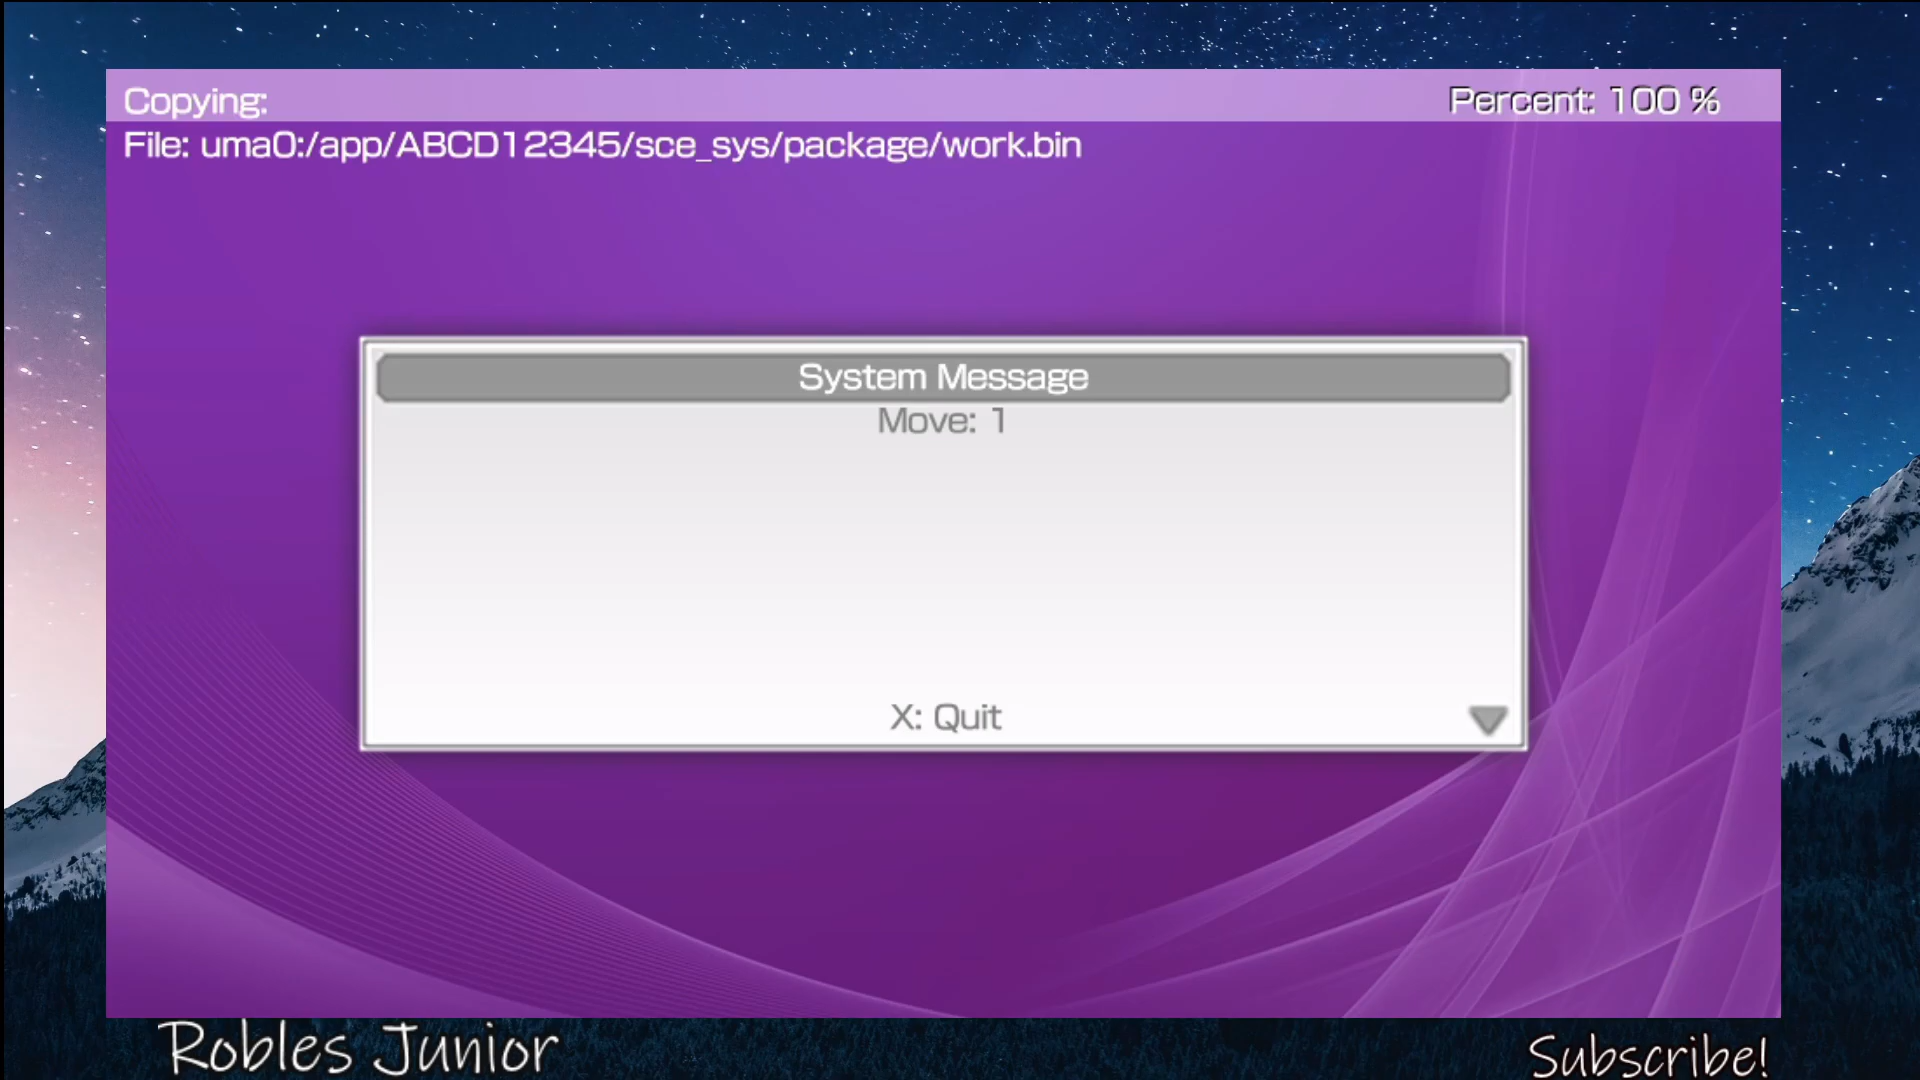 Copying:
Percent: 100 %
File: uma0:/app/ABCD12345/sce_sys/package/work.bin
System Message
Move: 1
X: Quit
Robles Junior
Subscribe!